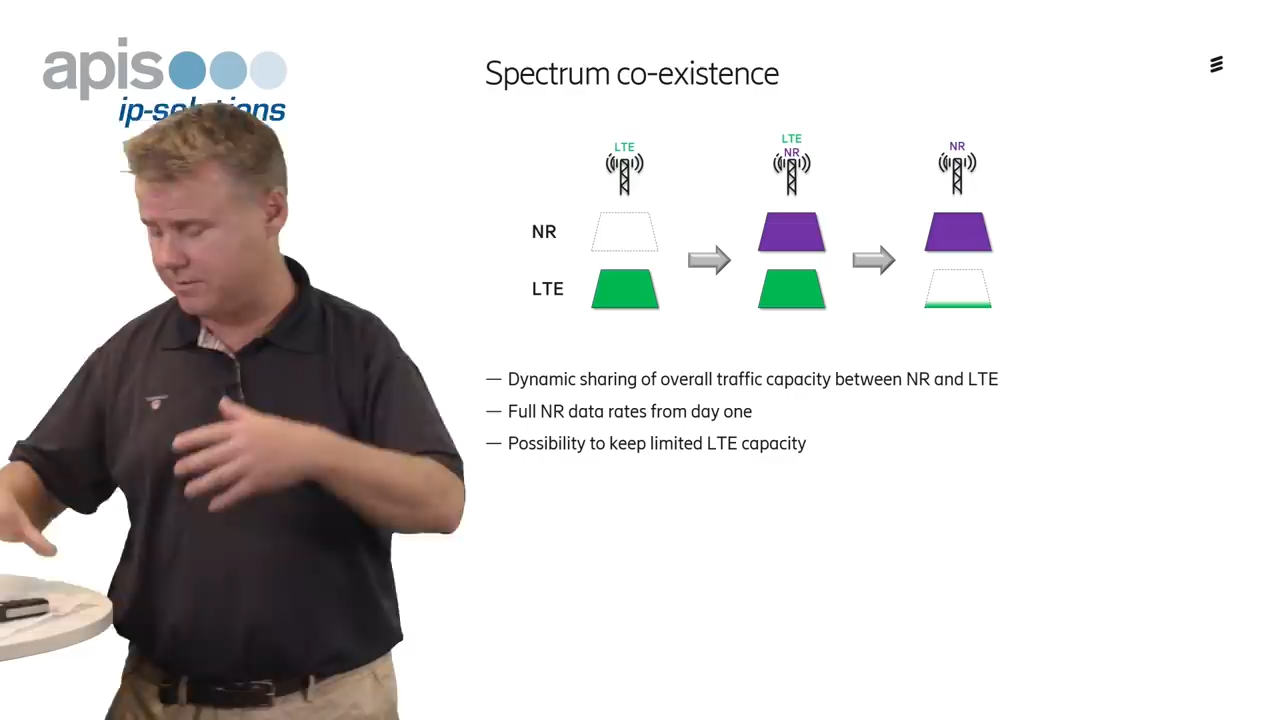 apis
ip-solutions
Spectrum co-existence
LTE
LTE
NR
NR
NR
LTE
— Dynamic sharing of overall traffic capacity between NR and LTE
— Full NR data rates from day one
— Possibility to keep limited LTE capacity